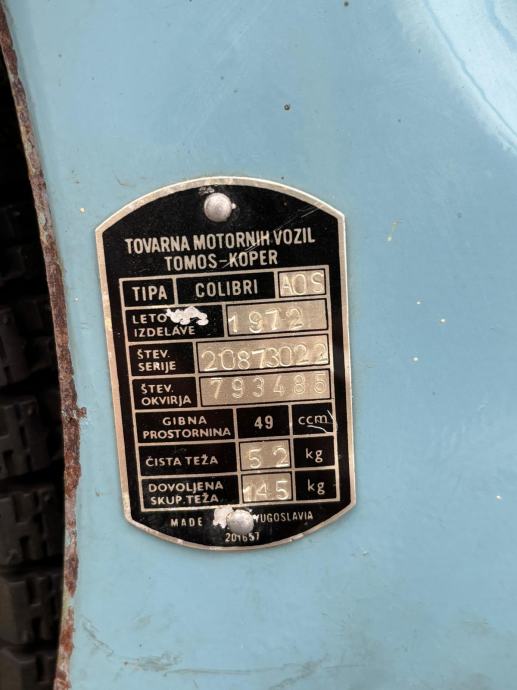 TOVARNA MOTORNIH VOZIL
TOMOS-KOPER
TIPA COLIBRI AOS
LETO IZDELAVE 1972
ŠTEV. SERIJE 20873022
ŠTEV. OKVIRJA 793485
GIBNA PROSTORNINA 49 ccm
ČISTA TEŽA 52 kg
DOVOLJENA SKUP. TEŽA 145 kg
MADE YUGOSLAVIA
201657